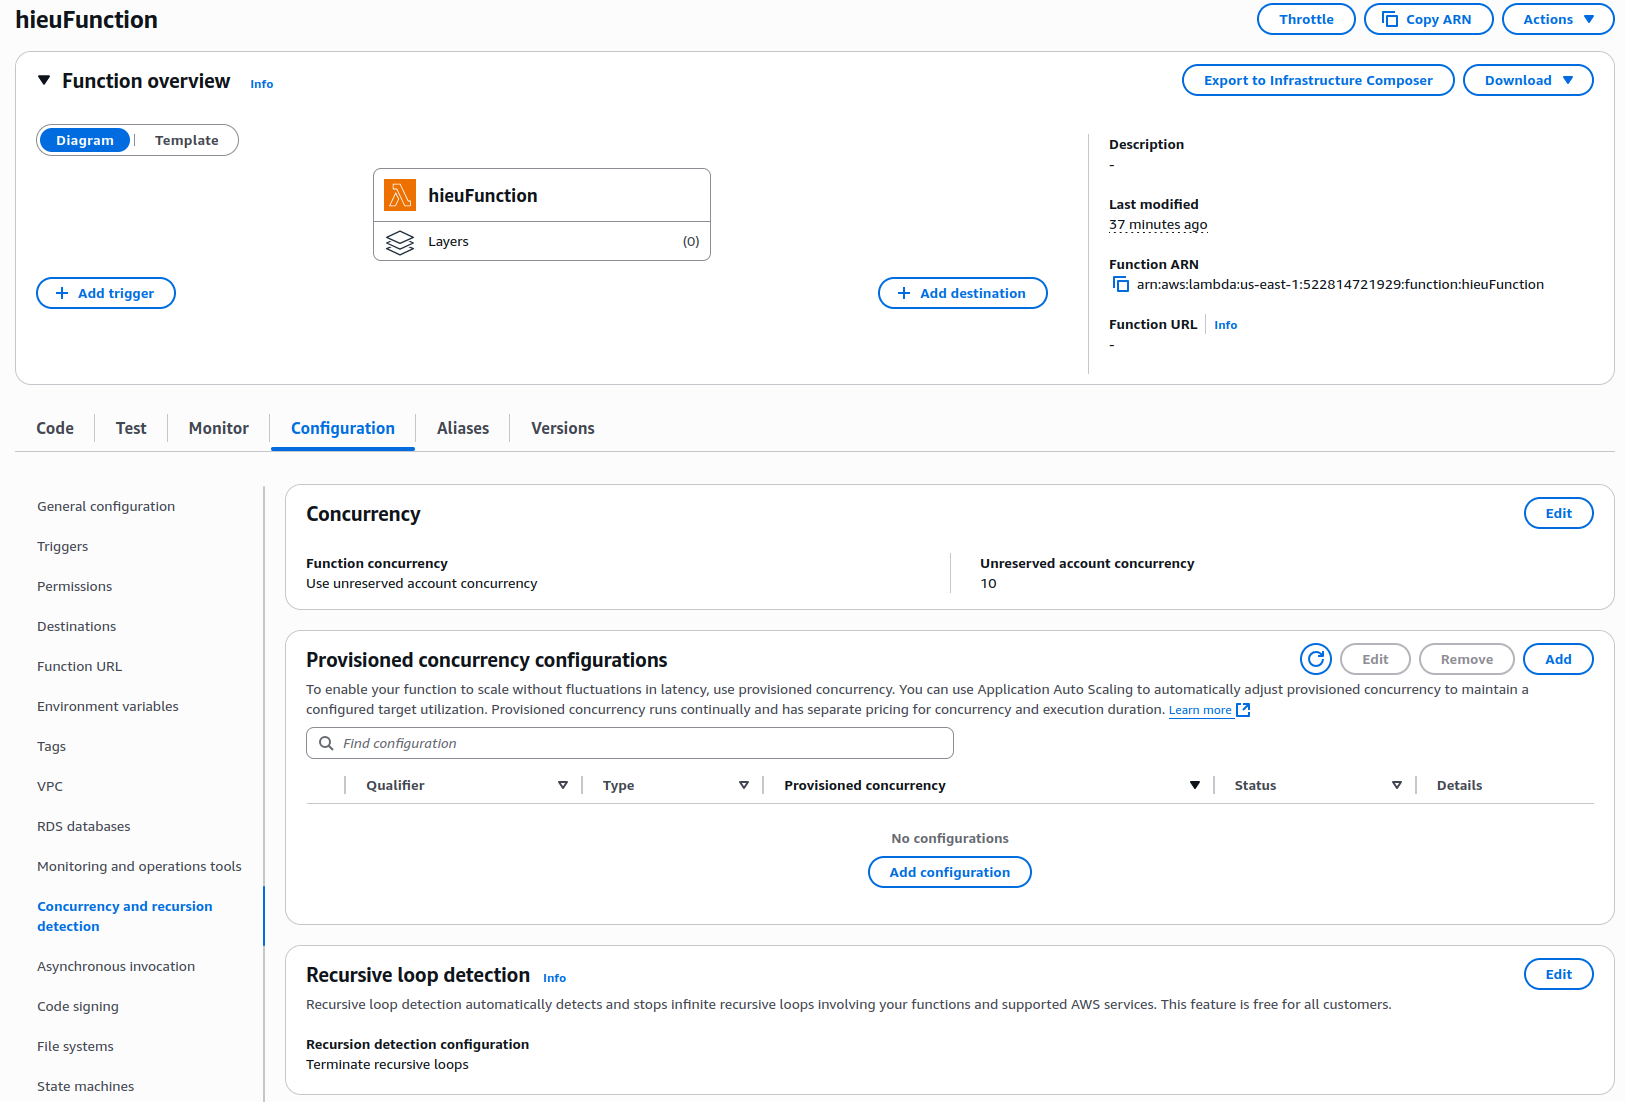 hieuFunction
Throttle
Copy ARN
Actions
Function overview
Info
Export to Infrastructure Composer
Download
Diagram
Template
hieuFunction
Layers
(0)
Add trigger
Add destination
Description
-
Last modified
37 minutes ago
Function ARN
arn:aws:lambda:us-east-1:522814721929:function:hieuFunction
Function URL
Info
-
Code
Test
Monitor
Configuration
Aliases
Versions
General configuration
Triggers
Permissions
Destinations
Function URL
Environment variables
Tags
VPC
RDS databases
Monitoring and operations tools
Concurrency and recursion
detection
Asynchronous invocation
Code signing
File systems
State machines
Concurrency
Edit
Function concurrency
Use unreserved account concurrency
Unreserved account concurrency
10
Provisioned concurrency configurations
Edit
Remove
Add
To enable your function to scale without fluctuations in latency, use provisioned concurrency. You can use Application Auto Scaling to automatically adjust provisioned concurrency to maintain a
configured target utilization. Provisioned concurrency runs continually and has separate pricing for concurrency and execution duration. Learn more
Find configuration
Qualifier
Type
Provisioned concurrency
Status
Details
No configurations
Add configuration
Recursive loop detection
Info
Edit
Recursive loop detection automatically detects and stops infinite recursive loops involving your functions and supported AWS services. This feature is free for all customers.
Recursion detection configuration
Terminate recursive loops